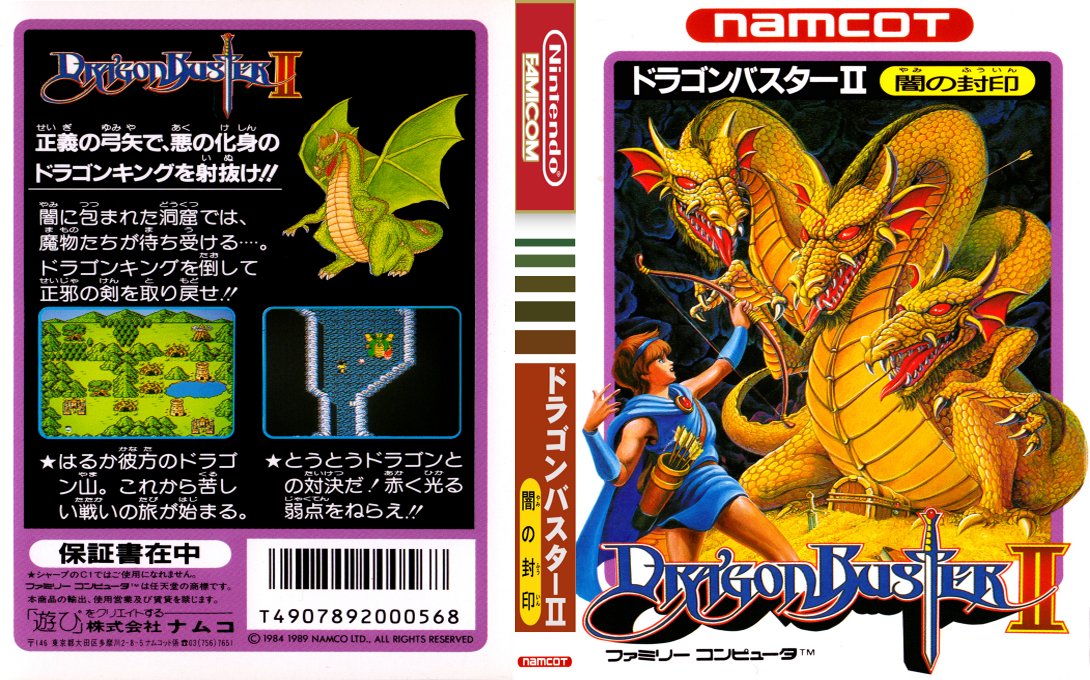 DRAGON BUSTER II
せいぎ ゆみや あく けしん
正義の弓矢で、悪の化身の
いぬ
ドラゴンキングを射抜け!!
やみ つつ どうくつ
闇に包まれた洞窟では、
まもの ま う
魔物たちが待ち受ける…。
たお
ドラゴンキングを倒して
せいじゃ けん と もど
正邪の剣を取り戻せ!!
かなた
★はるか彼方のドラゴ
やま くる
ン山。これから苦し
たたか たび はじ
い戦いの旅が始まる。
★とうとうドラゴンと
たいけつ あか ひか
の対決だ!赤く光る
じゃくてん
弱点をねらえ!!
保証書在中
★シャープのC1ではご使用になれません。
ファミリーコンピュータ™は任天堂の商標です。
本商品の輸出、使用営業及び賃貸を禁じます。
「遊び」をクリエイトする
株式会社 ナムコ
〒146 東京都大田区多摩川2-8-5 ナムコット係 ☎03(756)7651
T4907892000568
© 1984 1989 NAMCO LTD., ALL RIGHTS RESERVED
Nintendo®
FAMICOM
ドラゴンバスターII
やみ ふういん
闇の封印
namcot
namcot
ドラゴンバスターII
やみ ふういん
闇の封印
DRAGON BUSTER II
ファミリー コンピュータ™